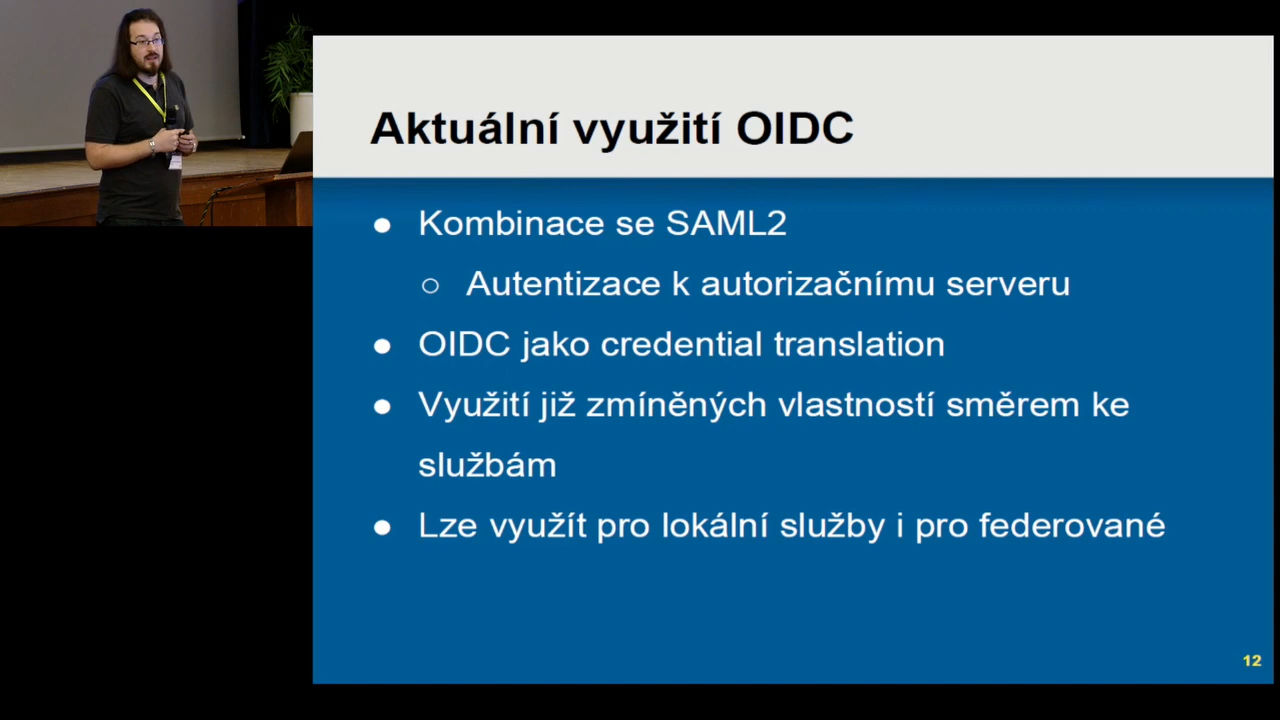 Aktuální využití OIDC
● Kombinace se SAML2
○ Autentizace k autorizačnímu serveru
● OIDC jako credential translation
● Využití již zmíněných vlastností směrem ke
službám
● Lze využít pro lokální služby i pro federované
12